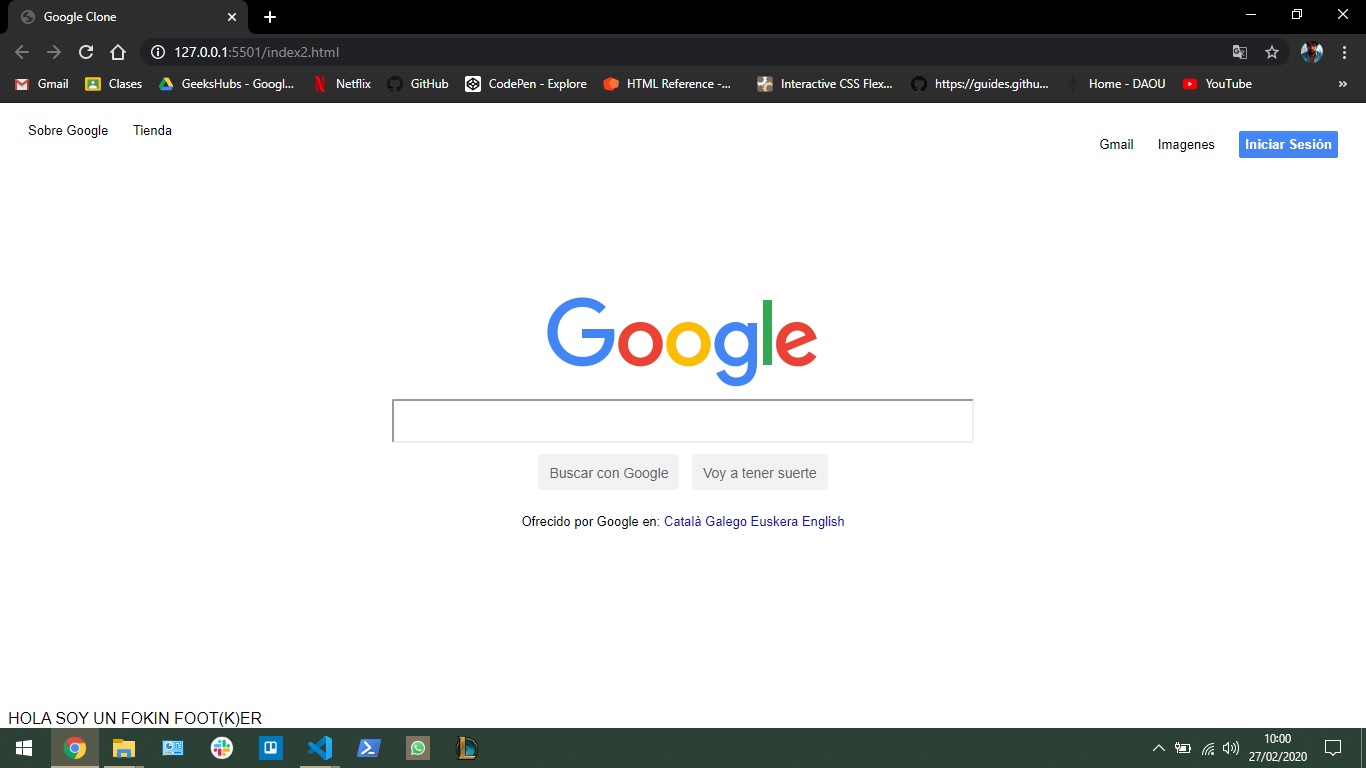 Google Clone
127.0.0.1:5501/index2.html
Gmail Clases GeeksHubs - Googl... Netflix GitHub CodePen - Explore HTML Reference -... Interactive CSS Flex... https://guides.githu... Home - DAOU YouTube »
Sobre Google Tienda
Gmail Imagenes Iniciar Sesión
Google
Buscar con Google Voy a tener suerte
Ofrecido por Google en: Català Galego Euskera English
HOLA SOY UN FOKIN FOOT(K)ER
10:00
27/02/2020